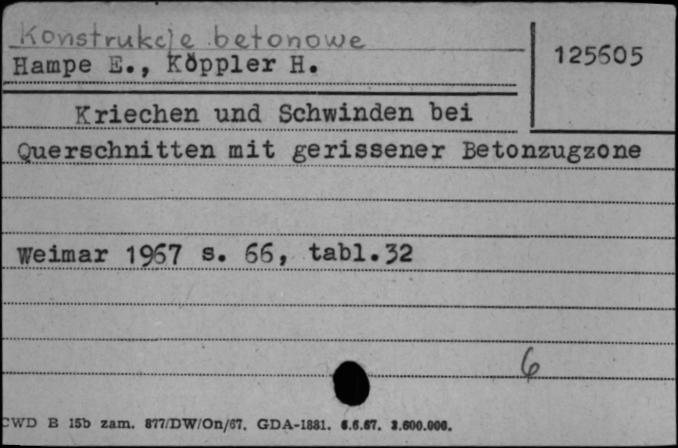 Konstrukcje betonowe
Hampe E., Köppler H.
125605
Kriechen und Schwinden bei
Querschnitten mit gerissener Betonzugzone
Weimar 1967 s. 66, tabl.32
6
CWD B 15b zam. 877/DW/On/67. GDA-1881. 6.6.67. 3.600.000.